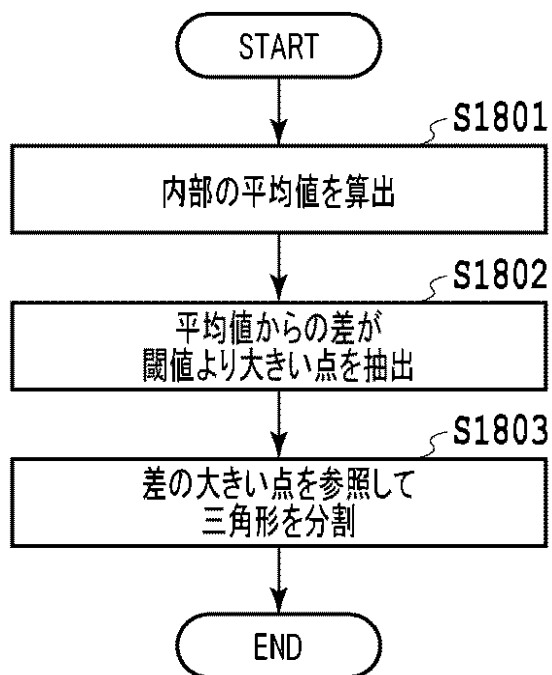 START
S1801
内部の平均値を算出
S1802
平均値からの差が
閾値より大きい点を抽出
S1803
差の大きい点を参照して
三角形を分割
END